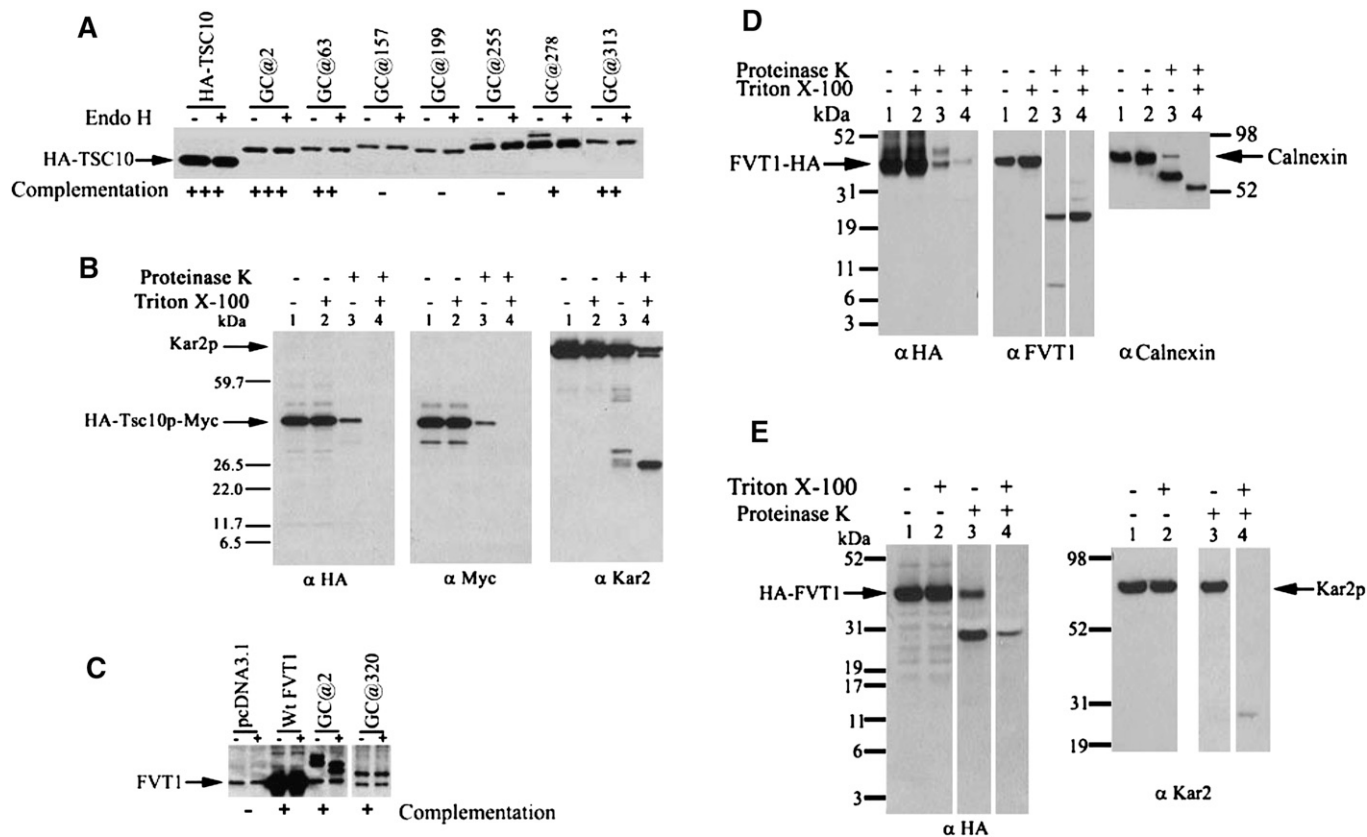 A
HA-TSC10
GC@2
GC@63
GC@157
GC@199
GC@255
GC@278
GC@313
Endo H - + - + - + - + - + - + - + - +
HA-TSC10
Complementation +++ +++ ++ - - - + ++
B
Proteinase K - - + + - - + + - - + +
Triton X-100 - + - + - + - + - + - +
kDa 1 2 3 4 1 2 3 4 1 2 3 4
Kar2p
59.7
HA-Tsc10p-Myc
26.5
22.0
11.7
6.5
α HA α Myc α Kar2
C
pcDNA3.1
Wt FVT1
GC@2
GC@320
- + - + - + - +
FVT1
- + + + Complementation
D
Proteinase K - - + + - - + + - - + +
Triton X-100 - + - + - + - + - + - +
kDa 1 2 3 4 1 2 3 4 1 2 3 4
52 98
FVT1-HA Calnexin
31 52
19
11
6
3
α HA α FVT1 α Calnexin
E
Triton X-100 - + - + - + - +
Proteinase K - - + + - - + +
kDa 1 2 3 4 1 2 3 4
52 98
HA-FVT1 Kar2p
31 52
19 31
17 19
11
6
3
α HA
α Kar2